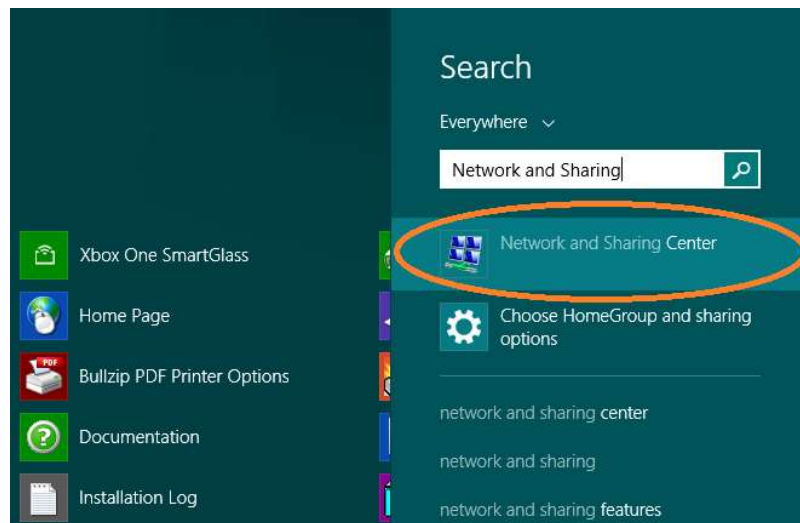 Search
Everywhere
Network and Sharing
Network and Sharing Center
Choose HomeGroup and sharing
options
network and sharing center
network and sharing
network and sharing features
Xbox One SmartGlass
Home Page
PDF
Bullzip PDF Printer Options
Documentation
Installation Log